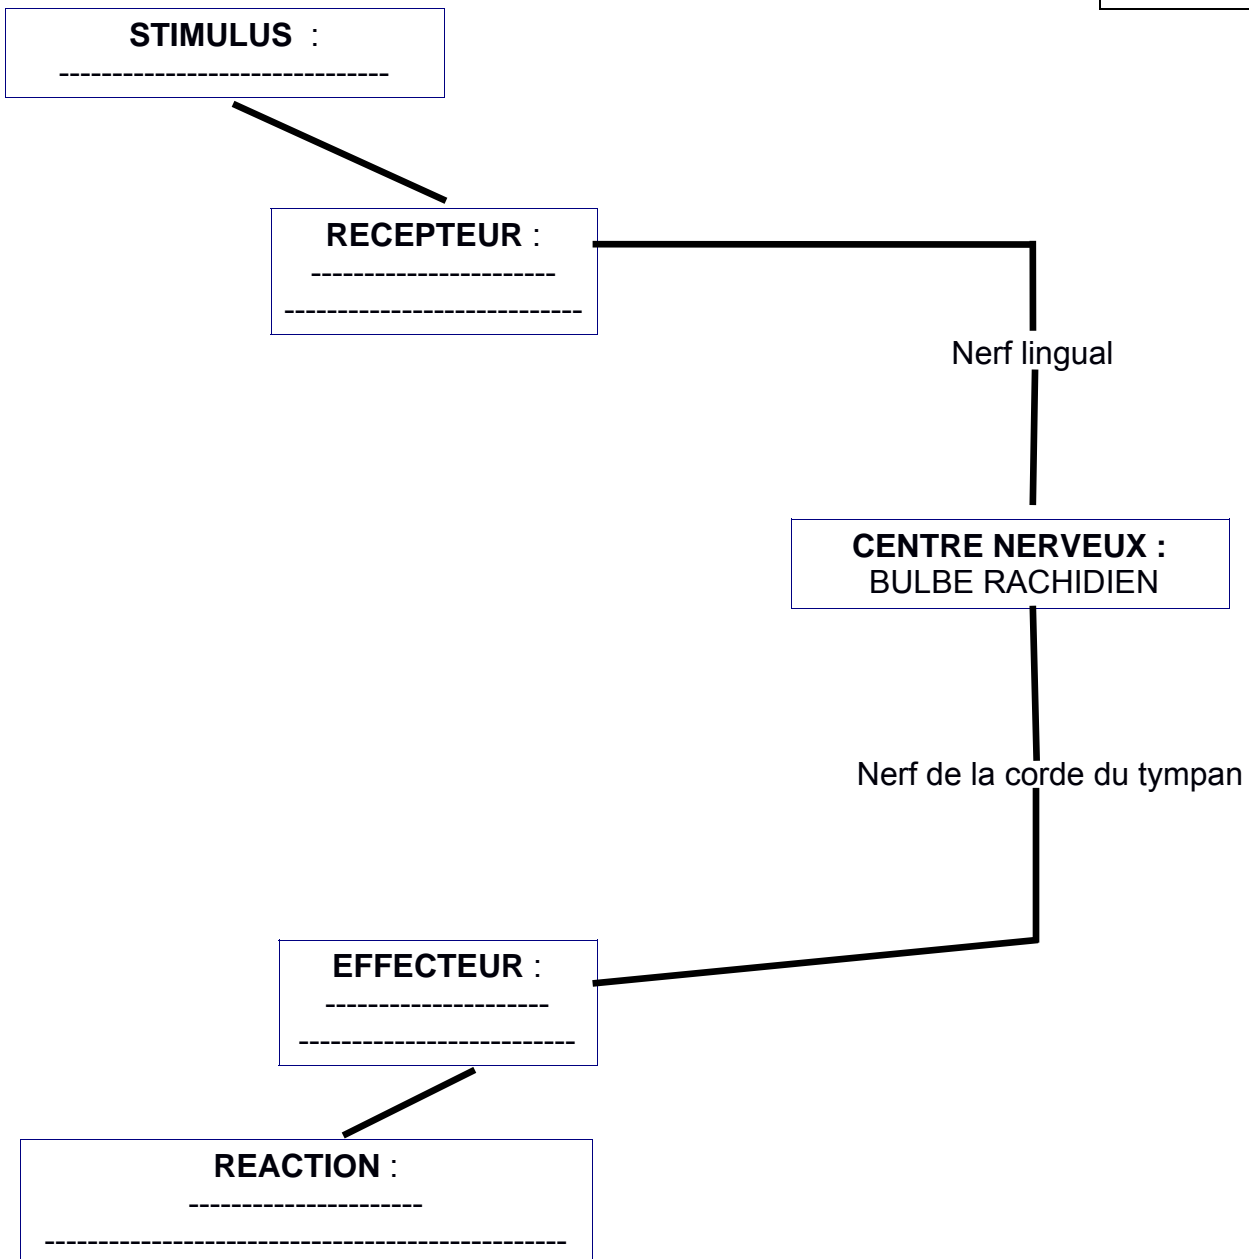 STIMULUS :
-------------------------------
RECEPTEUR :
-----------------------
----------------------------
Nerf lingual
CENTRE NERVEUX :
BULBE RACHIDIEN
Nerf de la corde du tympan
EFFECTEUR :
---------------------
--------------------------
REACTION :
----------------------
-------------------------------------------------